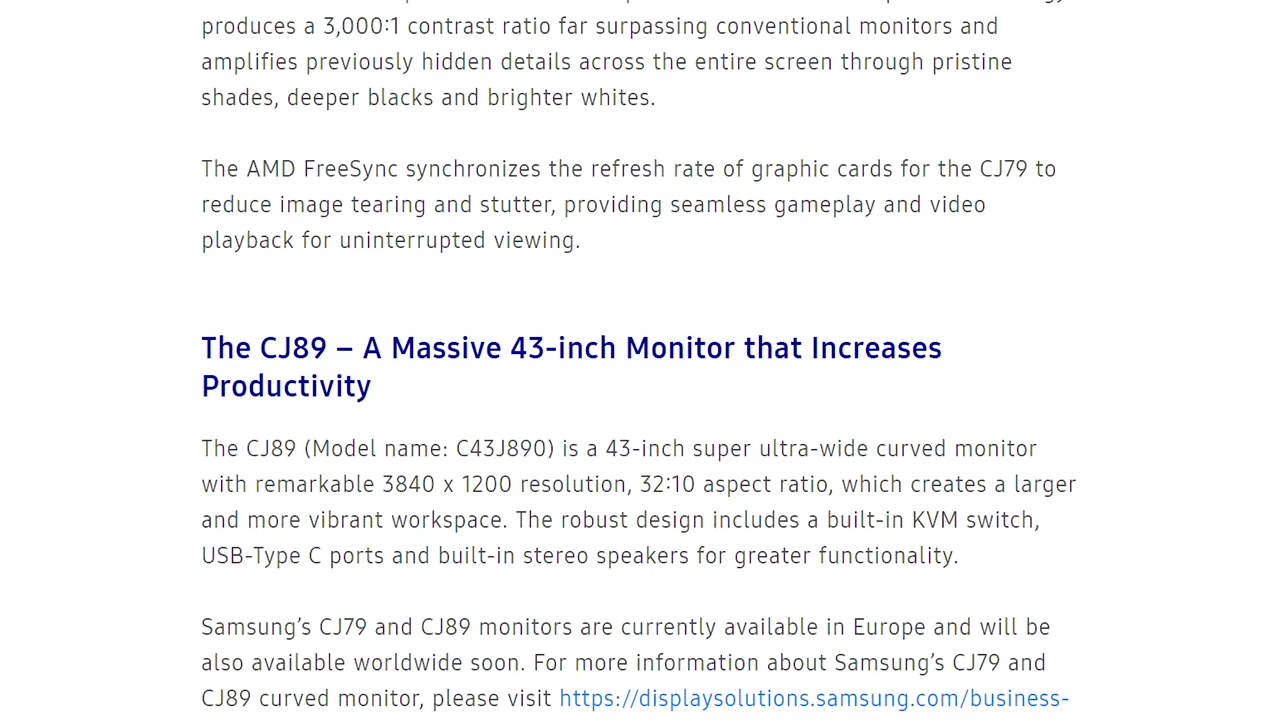 produces a 3,000:1 contrast ratio far surpassing conventional monitors and
amplifies previously hidden details across the entire screen through pristine
shades, deeper blacks and brighter whites.
The AMD FreeSync synchronizes the refresh rate of graphic cards for the CJ79 to
reduce image tearing and stutter, providing seamless gameplay and video
playback for uninterrupted viewing.
The CJ89 – A Massive 43-inch Monitor that Increases
Productivity
The CJ89 (Model name: C43J890) is a 43-inch super ultra-wide curved monitor
with remarkable 3840 x 1200 resolution, 32:10 aspect ratio, which creates a larger
and more vibrant workspace. The robust design includes a built-in KVM switch,
USB-Type C ports and built-in stereo speakers for greater functionality.
Samsung’s CJ79 and CJ89 monitors are currently available in Europe and will be
also available worldwide soon. For more information about Samsung’s CJ79 and
CJ89 curved monitor, please visit https://displaysolutions.samsung.com/business-